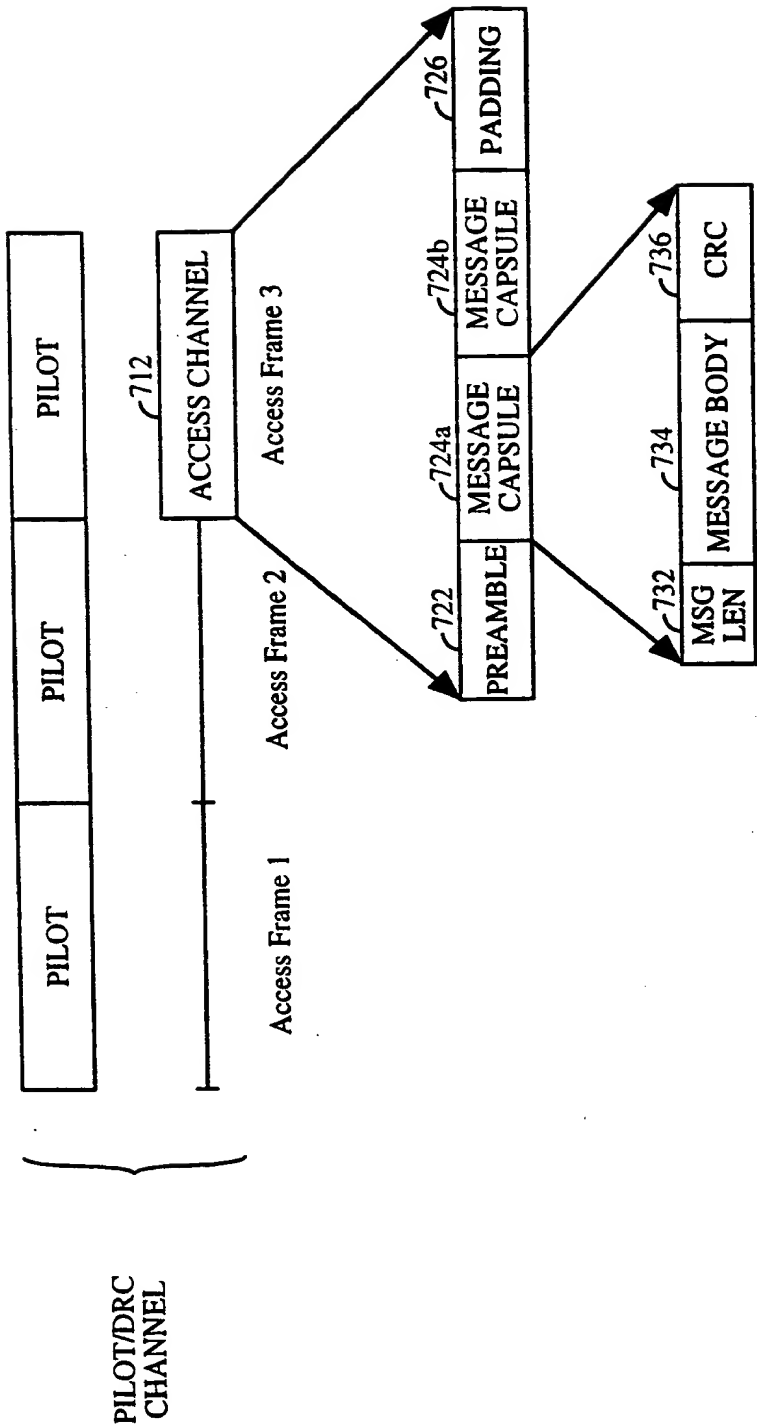 PILOT/DRC
CHANNEL
PILOT
PILOT
PILOT
712
ACCESS CHANNEL
Access Frame 1
Access Frame 2
Access Frame 3
722
724a
724b
726
PREAMBLE
MESSAGE
CAPSULE
MESSAGE
CAPSULE
PADDING
732
734
736
MSG
LEN
MESSAGE BODY
CRC